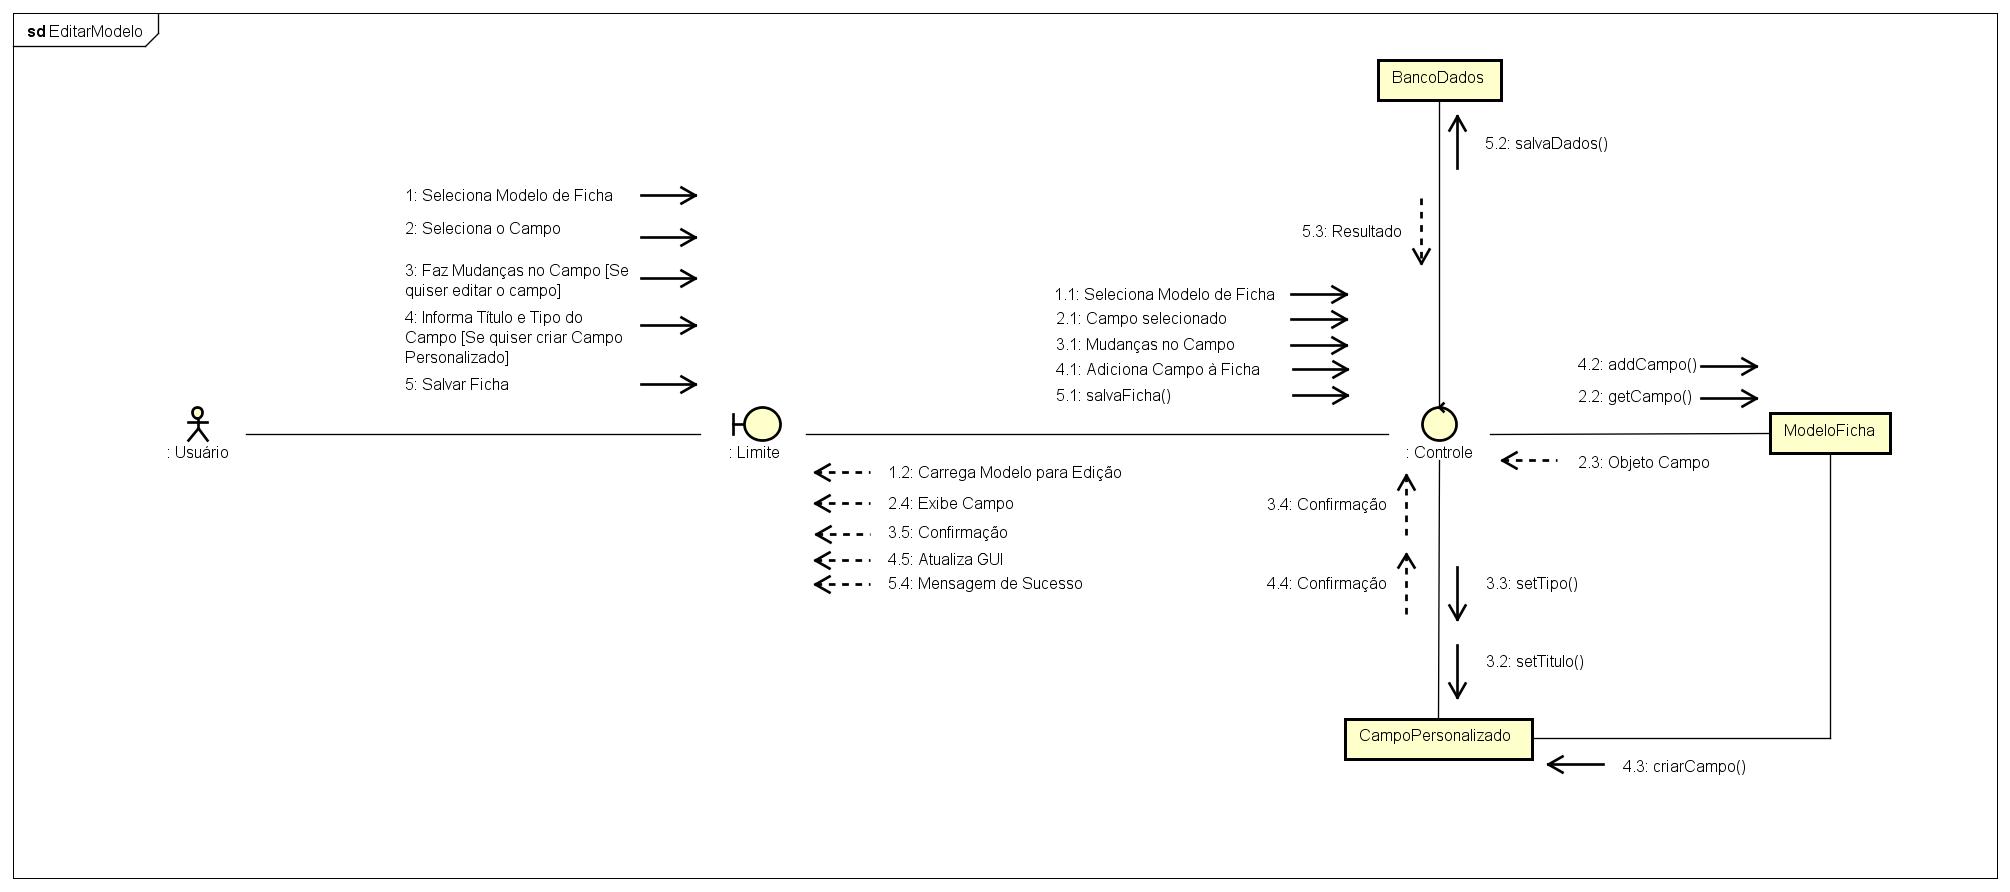 sd EditarModelo
BancoDados
5.2: salvaDados()
5.3: Resultado
1: Seleciona Modelo de Ficha
2: Seleciona o Campo
3: Faz Mudanças no Campo [Se
quiser editar o campo]
4: Informa Título e Tipo do
Campo [Se quiser criar Campo
Personalizado]
5: Salvar Ficha
1.1: Seleciona Modelo de Ficha
2.1: Campo selecionado
3.1: Mudanças no Campo
4.1: Adiciona Campo à Ficha
5.1: salvaFicha()
4.2: addCampo()
2.2: getCampo()
ModeloFicha
: Usuário
: Limite
: Controle
2.3: Objeto Campo
1.2: Carrega Modelo para Edição
2.4: Exibe Campo
3.5: Confirmação
4.5: Atualiza GUI
5.4: Mensagem de Sucesso
3.4: Confirmação
4.4: Confirmação
3.3: setTipo()
3.2: setTitulo()
CampoPersonalizado
4.3: criarCampo()